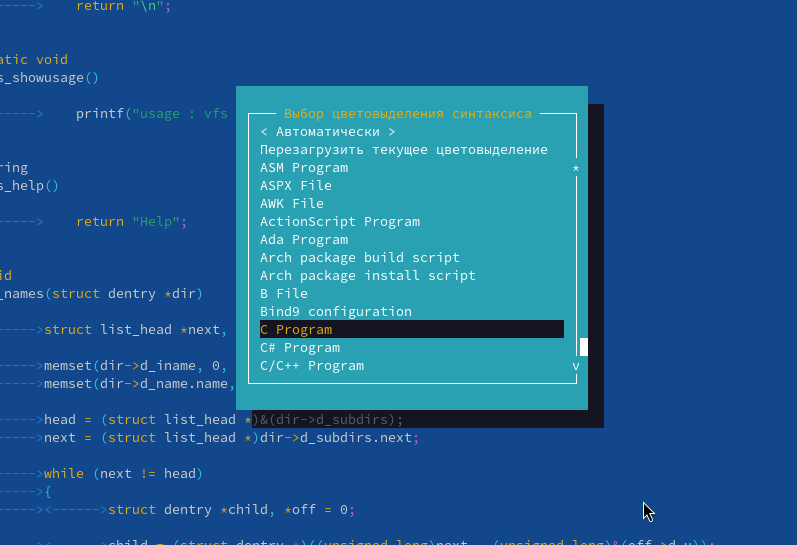 -----> return "\n";
atic void
s_showusage()
-----> printf("usage : vfs
ring
s_help()
-----> return "Help";
id
_names(struct dentry *dir)
----->struct list_head *next,
----->memset(dir->d_iname, 0,
----->memset(dir->d_name.name,
----->head = (struct list_head *)&(dir->d_subdirs);
----->next = (struct list_head *)dir->d_subdirs.next;
----->while (next != head)
----->{
-----><------>struct dentry *child, *off = 0;
Выбор цветовыделения синтаксиса
< Автоматически >
Перезагрузить текущее цветовыделение
ASM Program
ASPX File
AWK File
ActionScript Program
Ada Program
Arch package build script
Arch package install script
B File
Bind9 configuration
C Program
C# Program
C/C++ Program